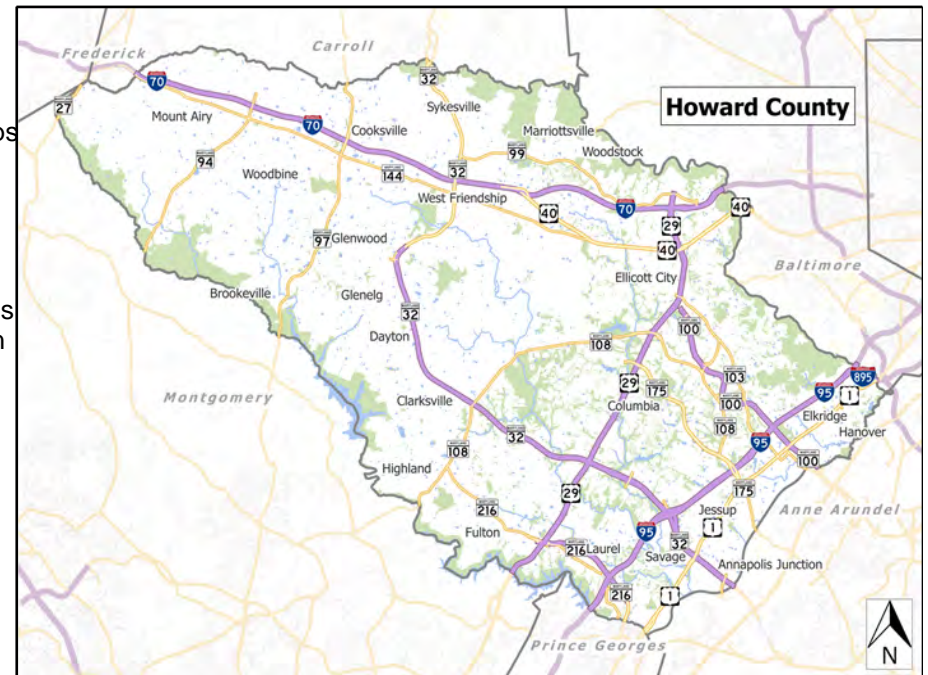 Frederick
Carroll
70
32
27
Sykesville
Howard County
Mount Airy
70
Cooksville
Marriottsville
99
Woodstock
94
32
144
Woodbine
West Friendship
40
70
40
29
97
Glenwood
40
Ellicott City
Baltimore
Brookeville
Glenelg
32
100
Dayton
108
895
103
95
29
175
1
Montgomery
Clarksville
Columbia
100
Elkridge
108
Hanover
32
95
108
100
Highland
29
175
216
Jessup
Anne Arundel
Fulton
95
1
216
Laurel
Savage
32
Annapolis Junction
216
1
Prince Georges
N